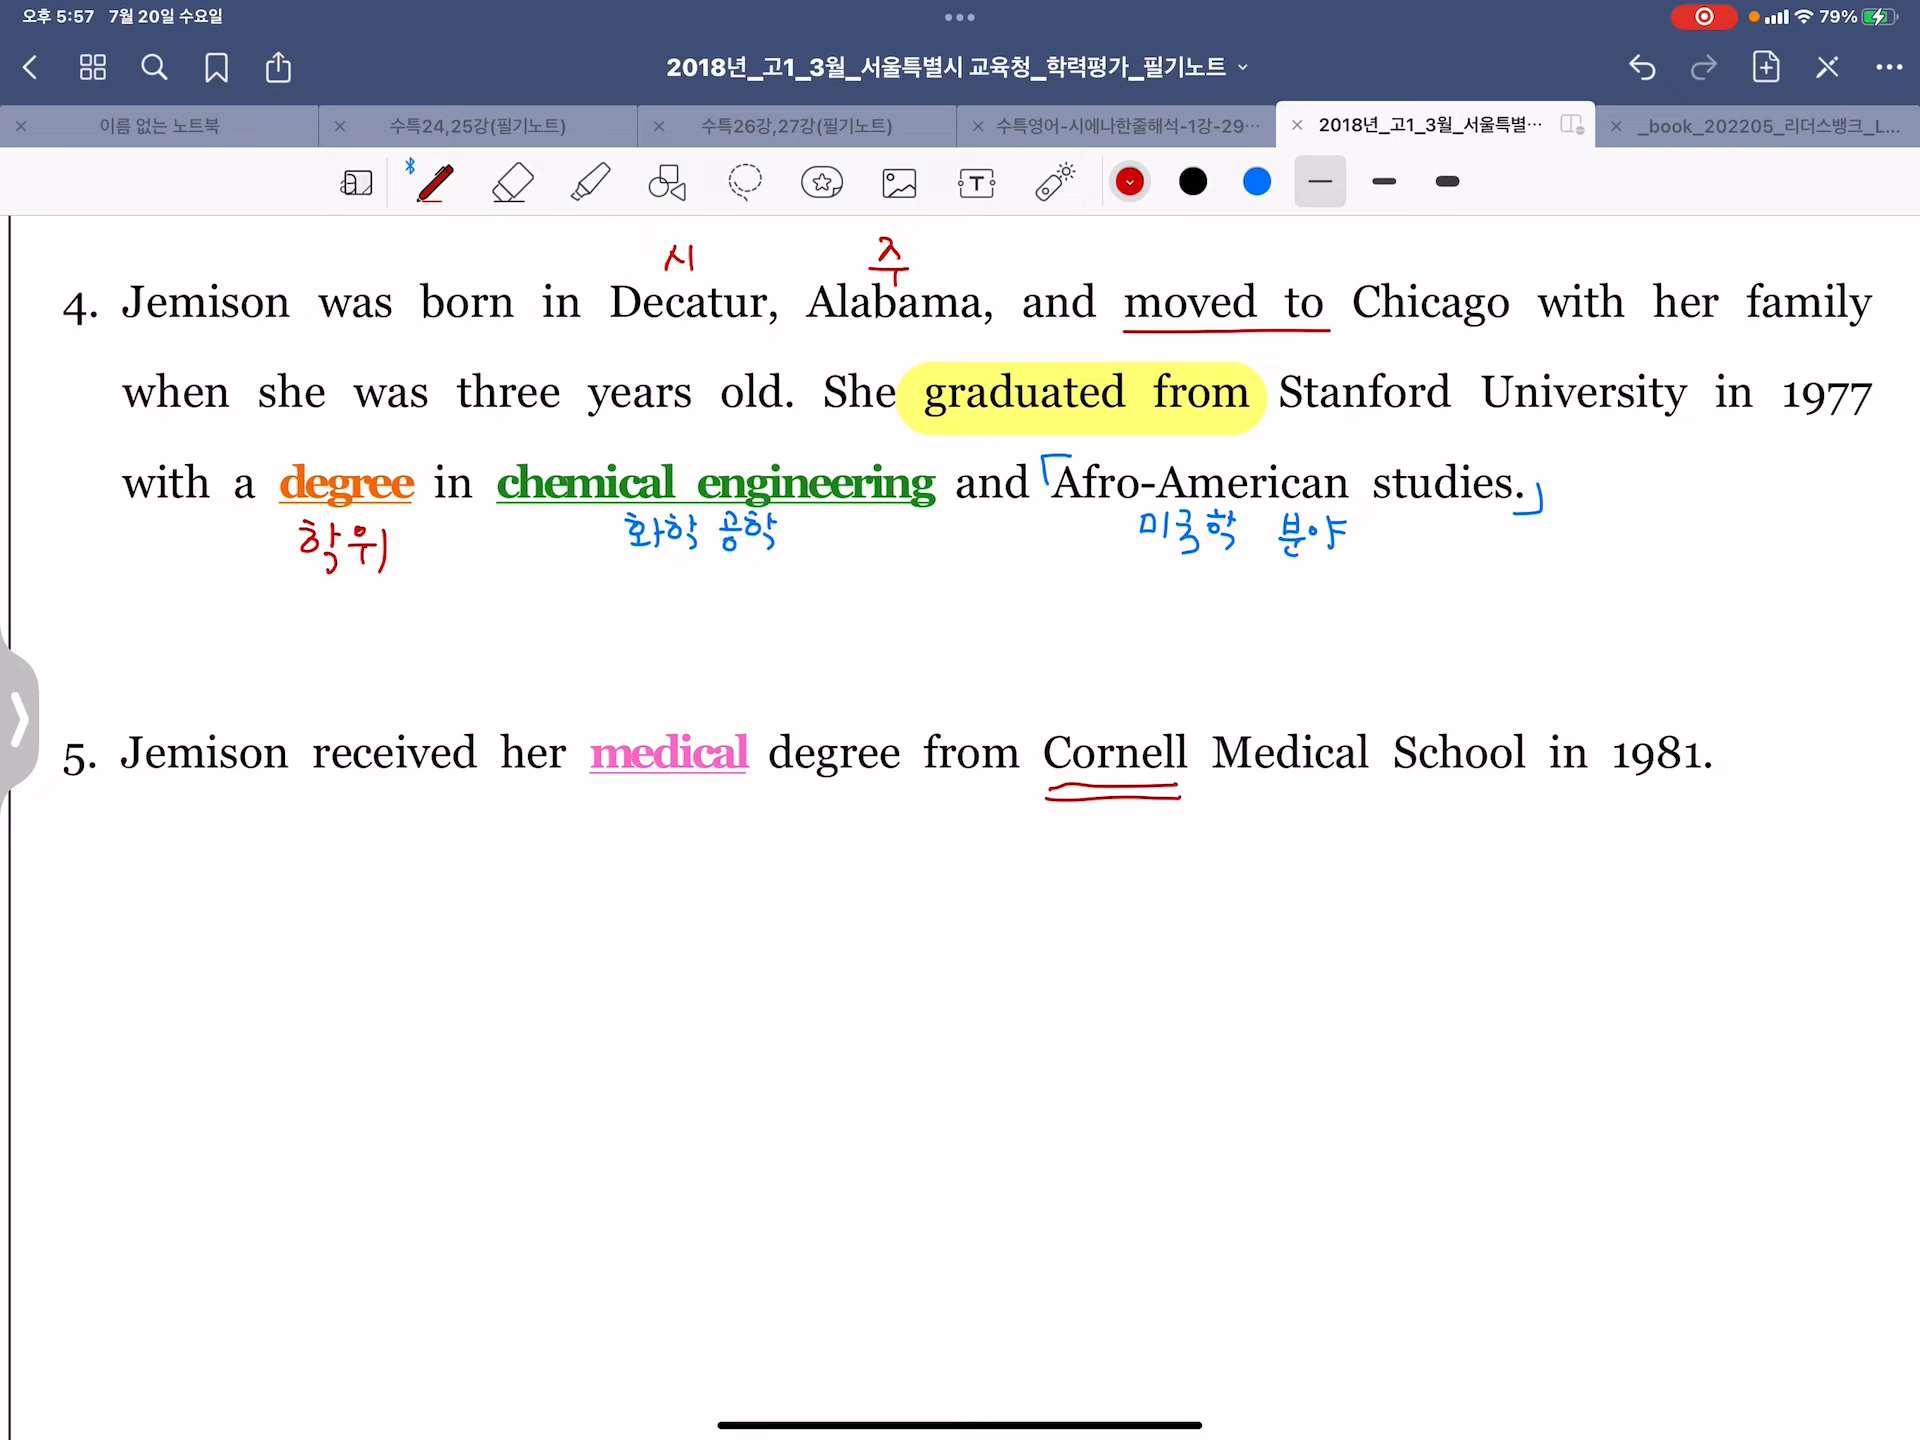 오후 5:57 7월 20일 수요일
79%
2018년_고1_3월_서울특별시 교육청_학력평가_필기노트
이름 없는 노트북
수특24,25강(필기노트)
수특26강,27강(필기노트)
수특영어-시에나한줄해석-1강-29…
2018년_고1_3월_서울특별…
_book_202205_리더스뱅크_L...
시 주
4. Jemison was born in Decatur, Alabama, and moved to Chicago with her family
when she was three years old. She graduated from Stanford University in 1977
with a degree in chemical engineering and 「Afro-American studies.」
학위 화학 공학 미국학 분야
5. Jemison received her medical degree from Cornell Medical School in 1981.